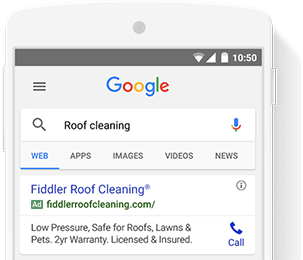 10:50
Google
Roof cleaning
WEB APPS IMAGES VIDEOS NEWS
Fiddler Roof Cleaning®
Ad fiddlerroofcleaning.com/
Low Pressure, Safe for Roofs, Lawns &
Pets. 2yr Warranty. Licensed & Insured.
Call